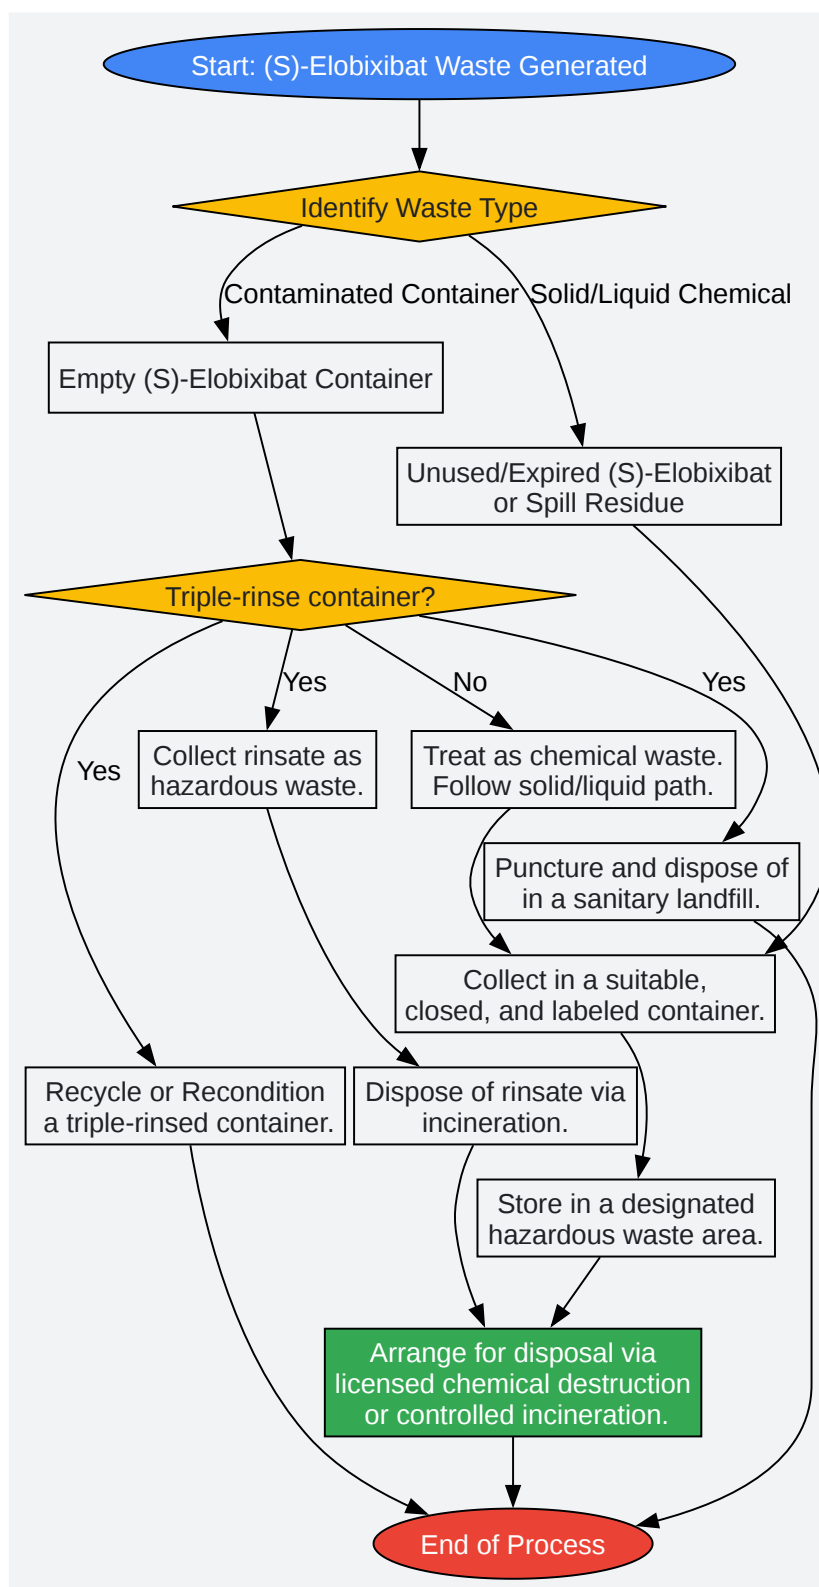 Start: (S)-Elobixibat Waste Generated
Identify Waste Type
Contaminated Container
Solid/Liquid Chemical
Empty (S)-Elobixibat Container
Unused/Expired (S)-Elobixibat
or Spill Residue
Triple-rinse container?
Yes
No
Yes
Yes
Collect rinsate as
hazardous waste.
Treat as chemical waste.
Follow solid/liquid path.
Puncture and dispose of
in a sanitary landfill.
Collect in a suitable,
closed, and labeled container.
Recycle or Recondition
a triple-rinsed container.
Dispose of rinsate via
incineration.
Store in a designated
hazardous waste area.
Arrange for disposal via
licensed chemical destruction
or controlled incineration.
End of Process